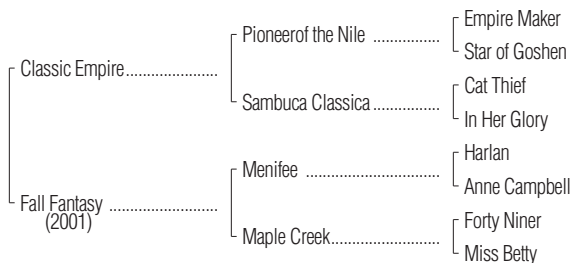 Empire Maker
Pioneerof the Nile ................
Star of Goshen
Classic Empire......................
Cat Thief
Sambuca Classica................
In Her Glory
Harlan
Menifee ................................
Anne Campbell
Fall Fantasy ..........................
(2001)
Forty Niner
Maple Creek..........................
Miss Betty